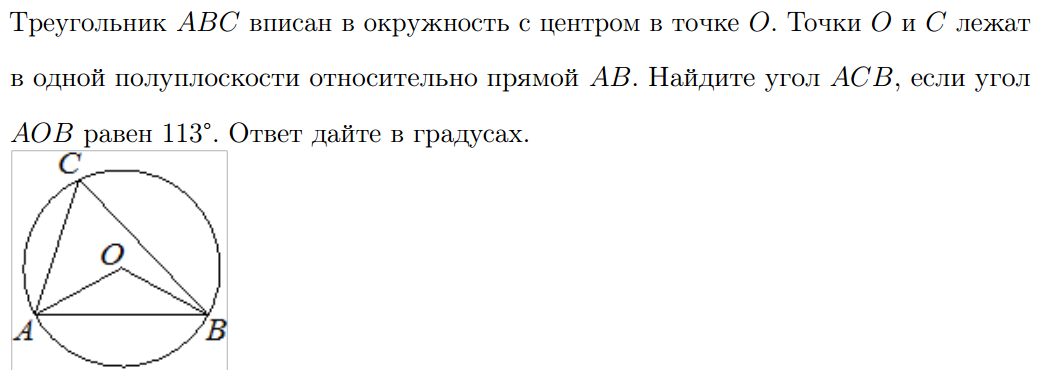 Треугольник ABC вписан в окружность с центром в точке O. Точки O и C лежат
в одной полуплоскости относительно прямой AB. Найдите угол ACB, если угол
AOB равен 113°. Ответ дайте в градусах.
C
O
A B